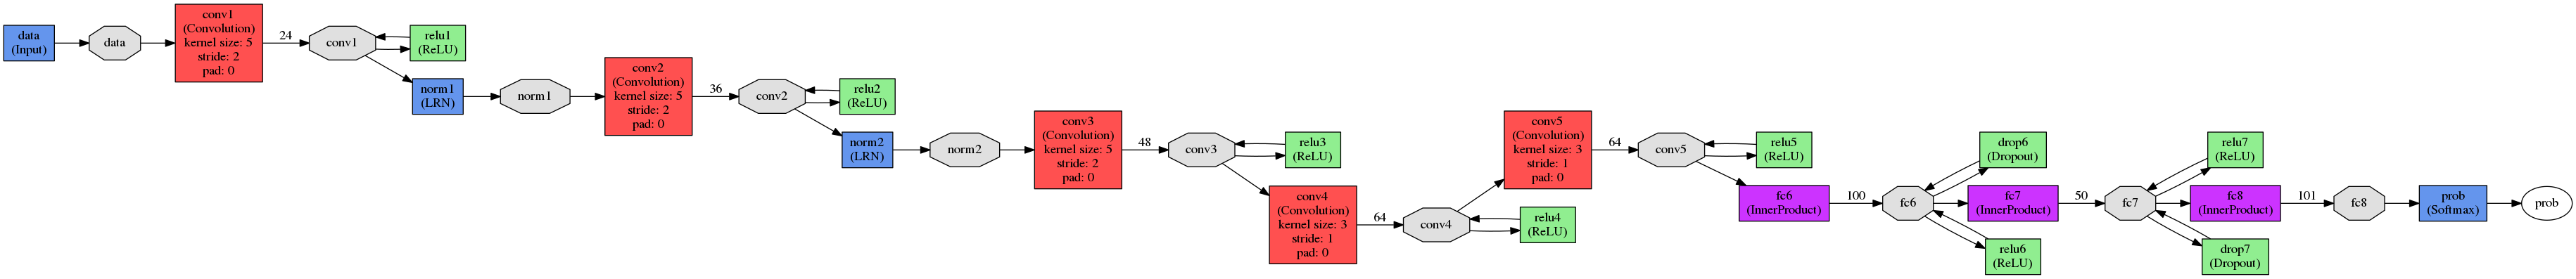 data
(Input)
data
conv1
(Convolution)
kernel size: 5
stride: 2
pad: 0
24
conv1
relu1
(ReLU)
norm1
(LRN)
norm1
conv2
(Convolution)
kernel size: 5
stride: 2
pad: 0
36
conv2
relu2
(ReLU)
norm2
(LRN)
norm2
conv3
(Convolution)
kernel size: 5
stride: 2
pad: 0
48
conv3
relu3
(ReLU)
conv4
(Convolution)
kernel size: 3
stride: 1
pad: 0
64
conv4
relu4
(ReLU)
conv5
(Convolution)
kernel size: 3
stride: 1
pad: 0
64
conv5
relu5
(ReLU)
fc6
(InnerProduct)
100
fc6
drop6
(Dropout)
relu6
(ReLU)
fc7
(InnerProduct)
50
fc7
relu7
(ReLU)
drop7
(Dropout)
fc8
(InnerProduct)
101
fc8
prob
(Softmax)
prob